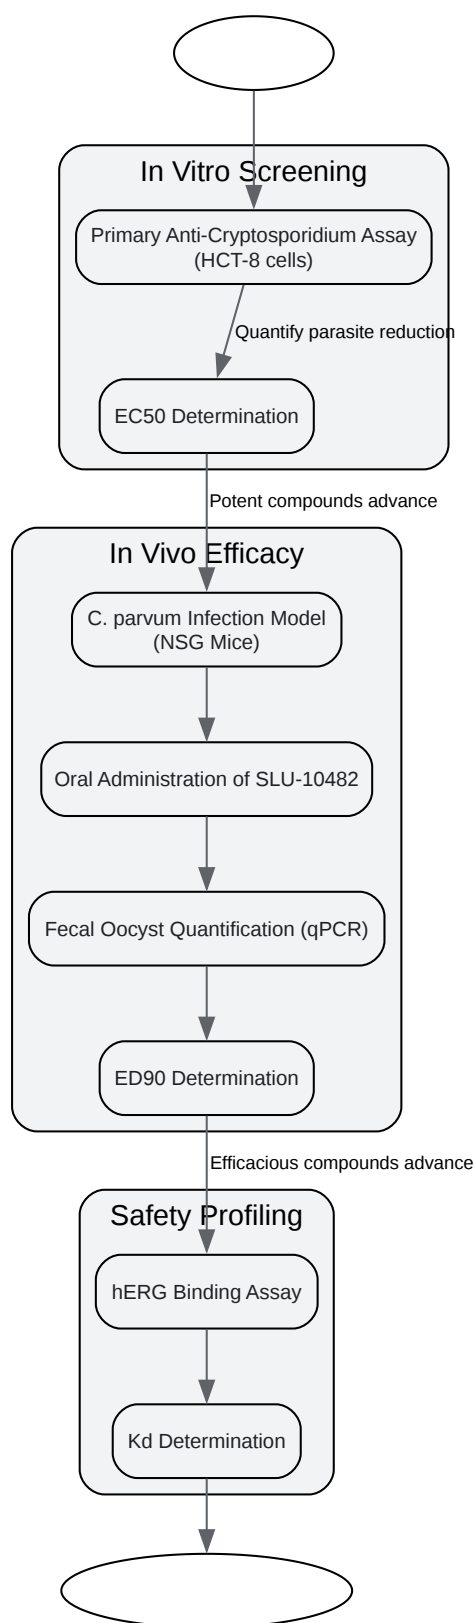 In Vitro Screening
Primary Anti-Cryptosporidium Assay
(HCT-8 cells)
Quantify parasite reduction
EC50 Determination
Potent compounds advance
In Vivo Efficacy
C. parvum Infection Model
(NSG Mice)
Oral Administration of SLU-10482
Fecal Oocyst Quantification (qPCR)
ED90 Determination
Efficacious compounds advance
Safety Profiling
hERG Binding Assay
Kd Determination